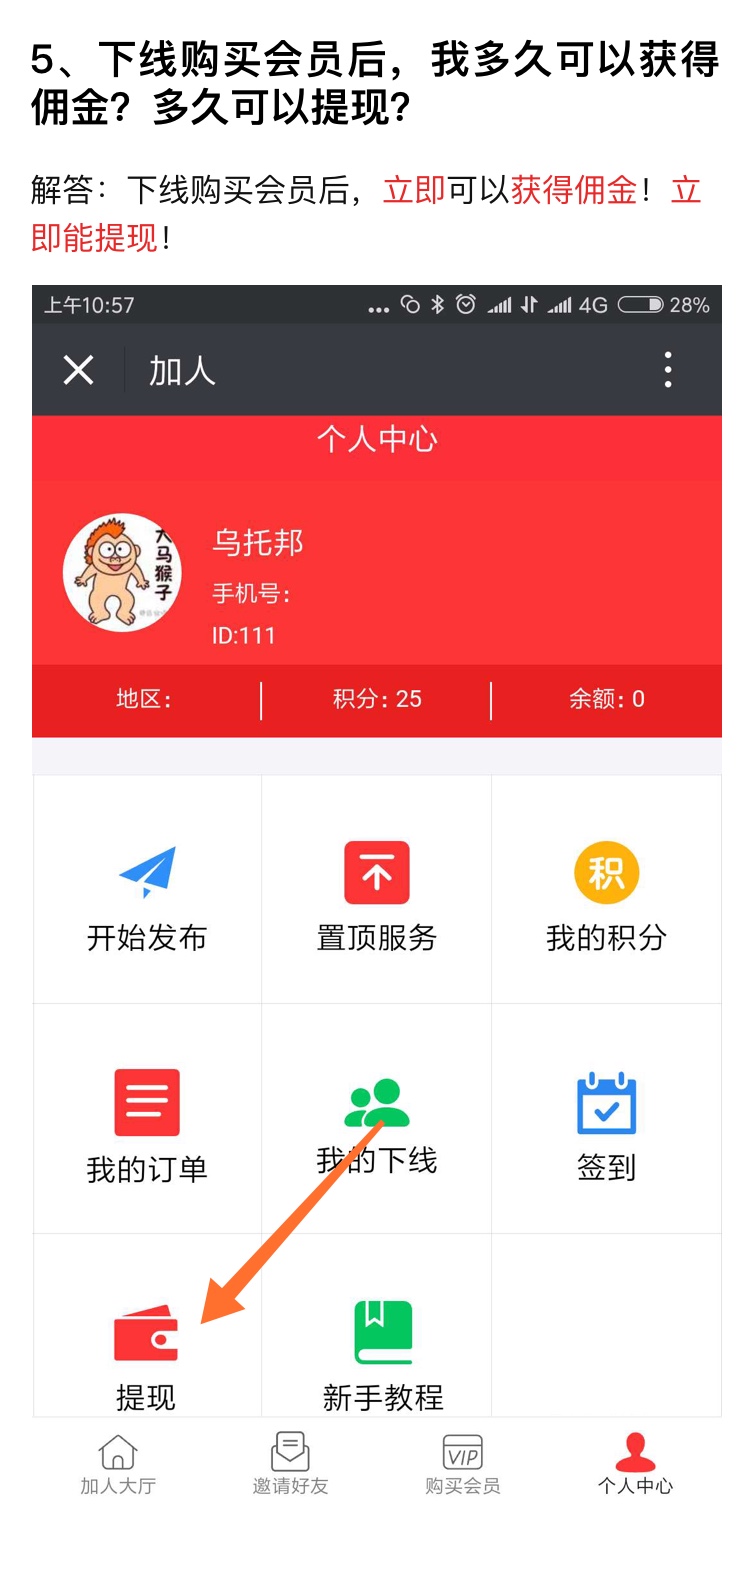 5、下线购买会员后，我多久可以获得
佣金？多久可以提现？
解答：下线购买会员后，立即可以获得佣金！立
即能提现！
上午10:57
4G
28%
加人
个人中心
大马猴子
乌托邦
手机号：
ID:111
地区：
积分: 25
余额: 0
积
开始发布
置顶服务
我的积分
我的订单
我的下线
签到
提现
新手教程
VIP
加人大厅
邀请好友
购买会员
个人中心